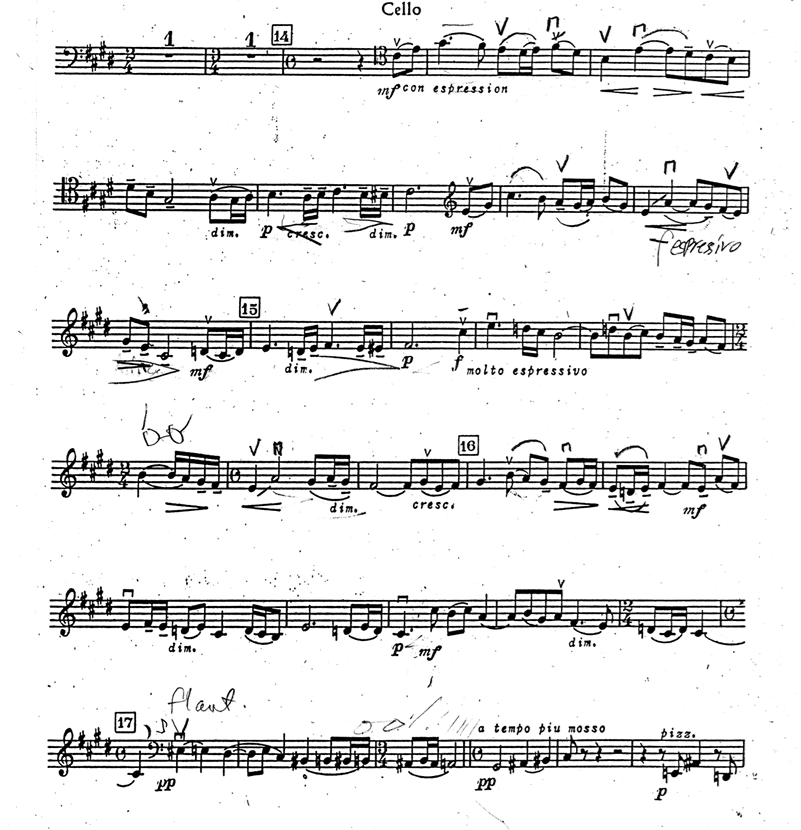 Cello
1 1 14
mf con espression
dim. p cresc. dim. p mf
f espresivo
15
mf dim. p f molto espressivo
16
dim. cresc. mf
dim. p mf dim.
17 flaut.
a tempo piu mosso pizz.
pp pp p